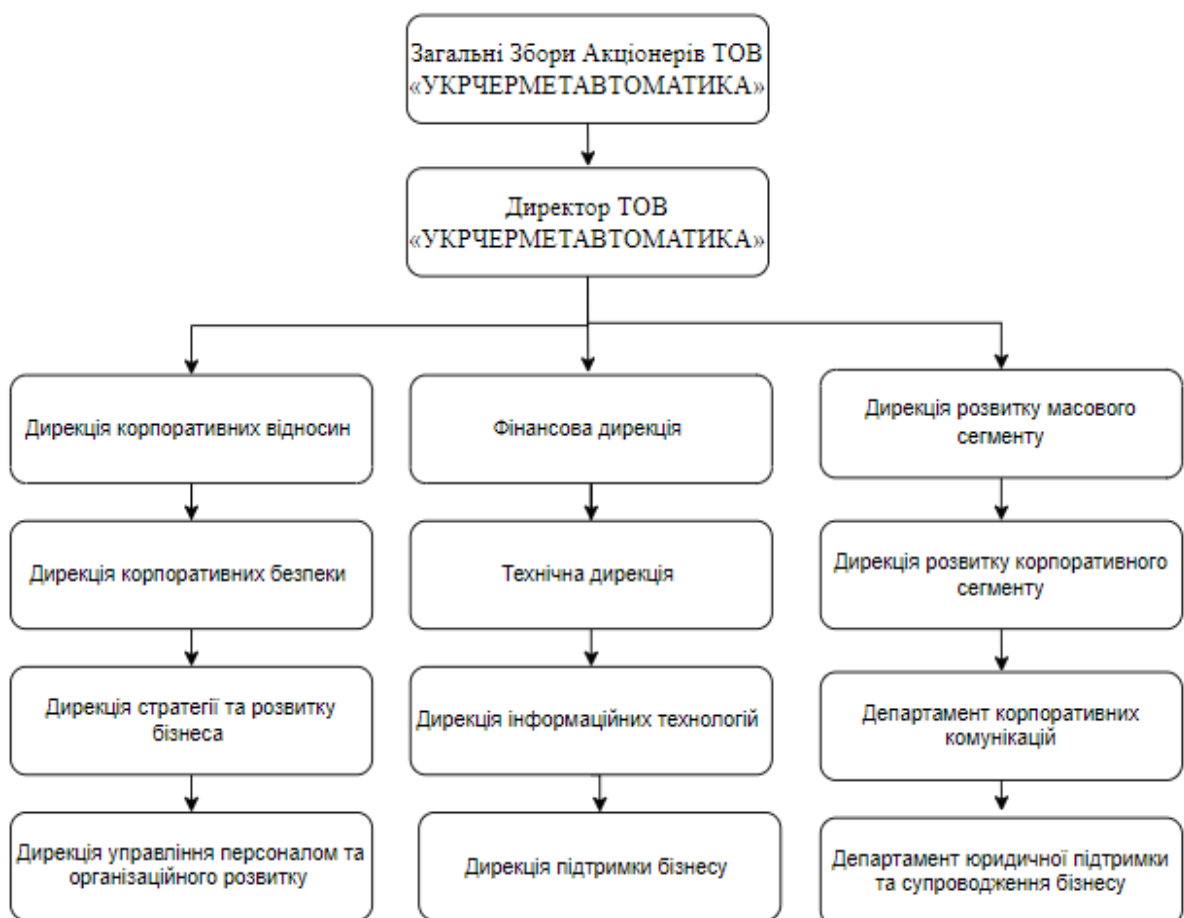 Загальні Збори Акціонерів ТОВ
«УКРЧЕРМЕТАВТОМАТИКА»
Директор ТОВ
«УКРЧЕРМЕТАВТОМАТИКА»
Дирекція корпоративних відносин
Фінансова дирекція
Дирекція розвитку масового
сегменту
Дирекція корпоративних безпеки
Технічна дирекція
Дирекція розвитку корпоративного
сегменту
Дирекція стратегії та розвитку
бізнеса
Дирекція інформаційних технологій
Департамент корпоративних
комунікацій
Дирекція управління персоналом та
організаційного розвитку
Дирекція підтримки бізнесу
Департамент юридичної підтримки
та супроводження бізнесу